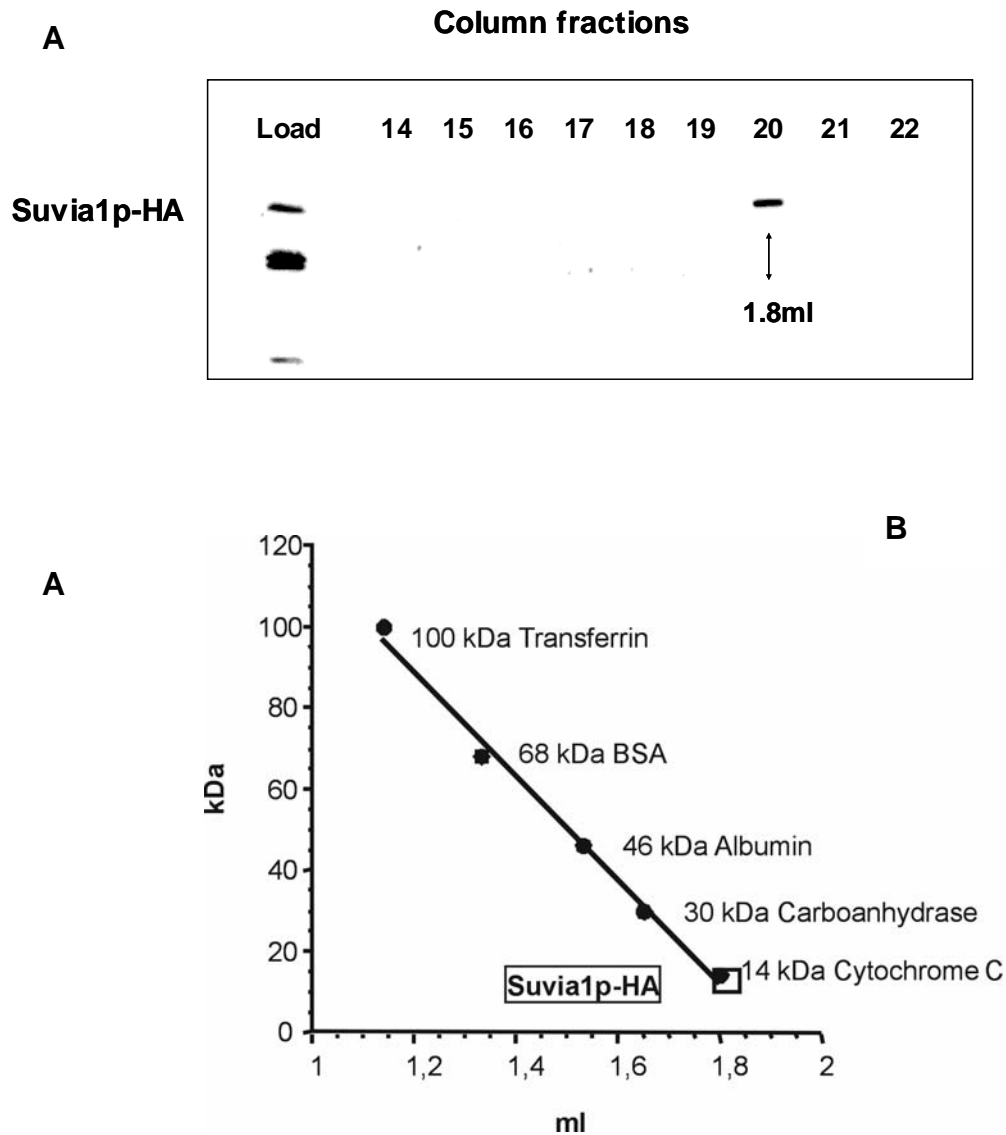 A
Column fractions
Load 14 15 16 17 18 19 20 21 22
Suvia1p-HA
1.8ml
B
A
120
100
80
60
40
20
0
kDa
100 kDa Transferrin
68 kDa BSA
46 kDa Albumin
30 kDa Carboanhydrase
14 kDa Cytochrome C
Suvia1p-HA
1 1,2 1,4 1,6 1,8 2
ml